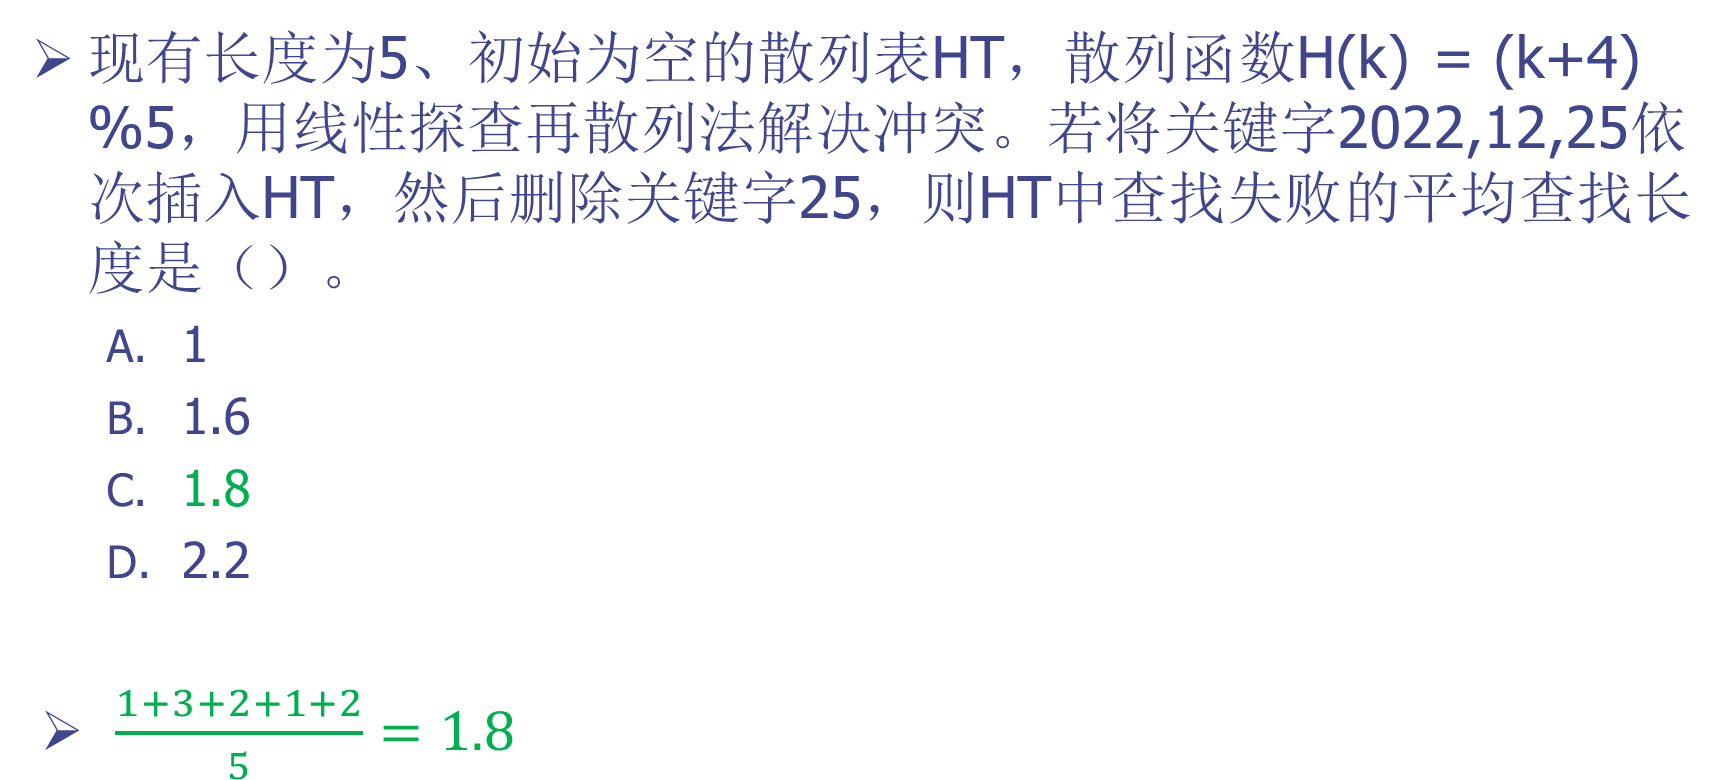 ➢ 现有长度为5、初始为空的散列表HT，散列函数H(k) = (k+4)
%5，用线性探查再散列法解决冲突。若将关键字2022,12,25依
次插入HT，然后删除关键字25，则HT中查找失败的平均查找长
度是（）。
A. 1
B. 1.6
C. 1.8
D. 2.2
➢ \frac{1+3+2+1+2}{5} = 1.8